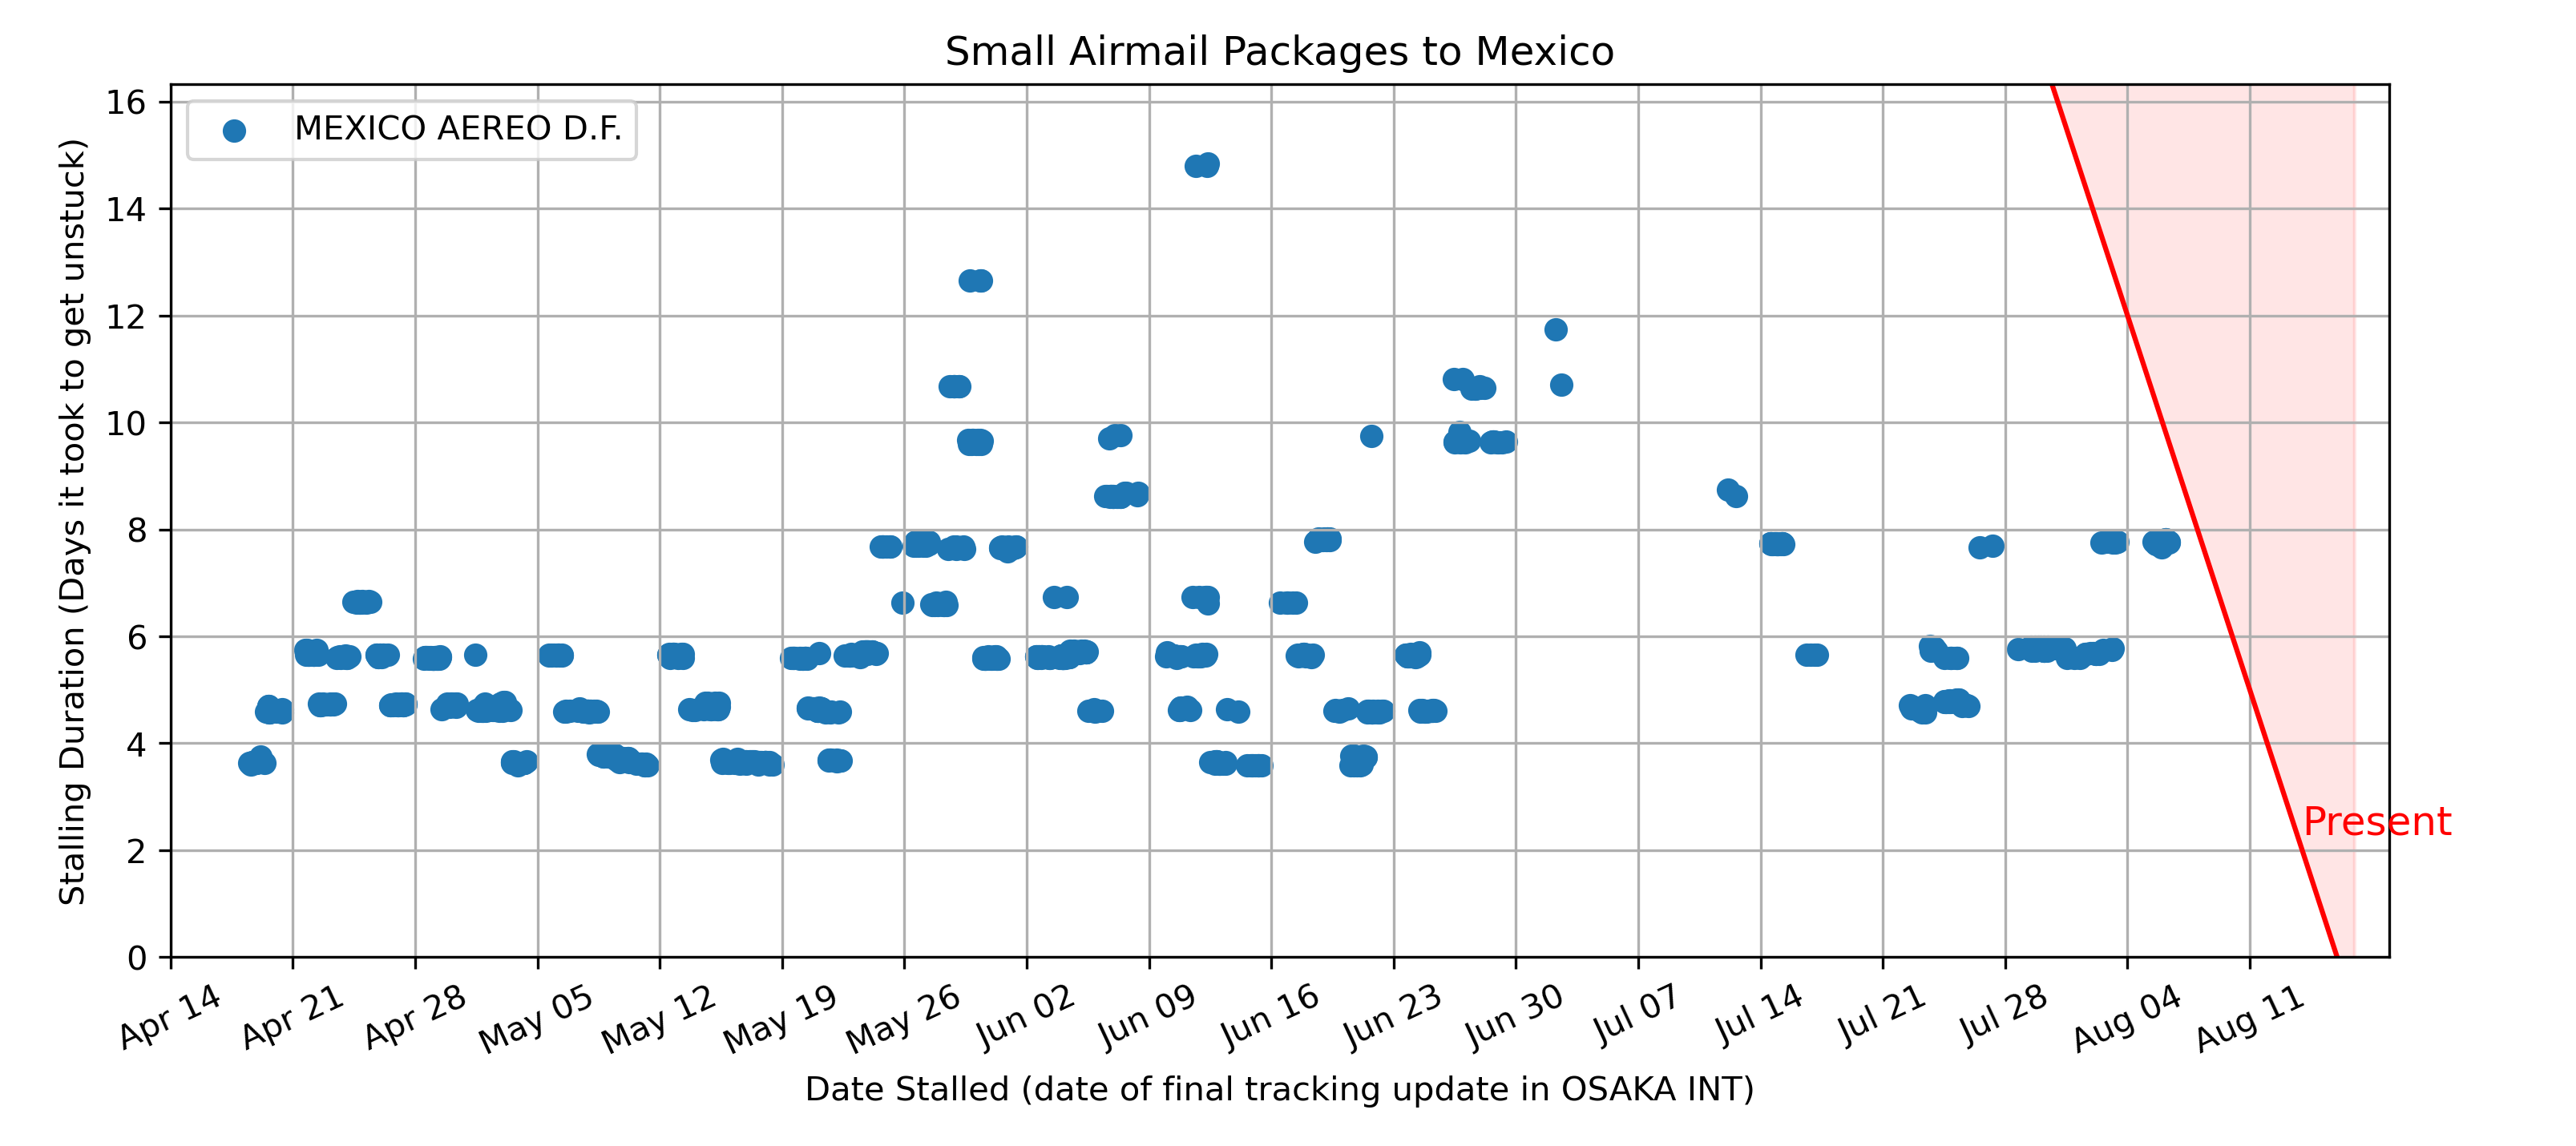 Small Airmail Packages to Mexico
MEXICO AEREO D.F.
Stalling Duration (Days it took to get unstuck)
16
14
12
10
8
6
4
2
0
Present
Apr 14
Apr 21
Apr 28
May 05
May 12
May 19
May 26
Jun 02
Jun 09
Jun 16
Jun 23
Jun 30
Jul 07
Jul 14
Jul 21
Jul 28
Aug 04
Aug 11
Date Stalled (date of final tracking update in OSAKA INT)